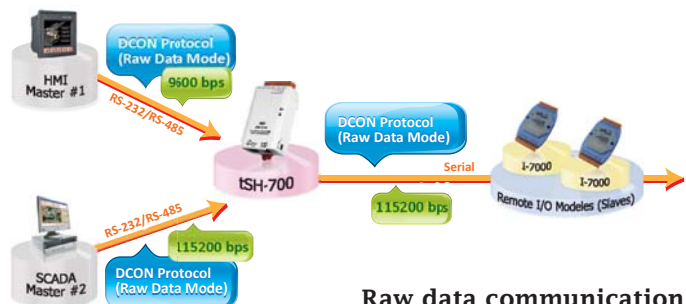 DCON Protocol
(Raw Data Mode)
9600 bps
HMI
Master #1
RS-232/RS-485
DCON Protocol
(Raw Data Mode)
tSH-700
Serial
115200 bps
I-7000
I-7000
Remote I/O Modeles (Slaves)
RS-232/RS-485
115200 bps
SCADA
Master #2
DCON Protocol
(Raw Data Mode)
Raw data communication